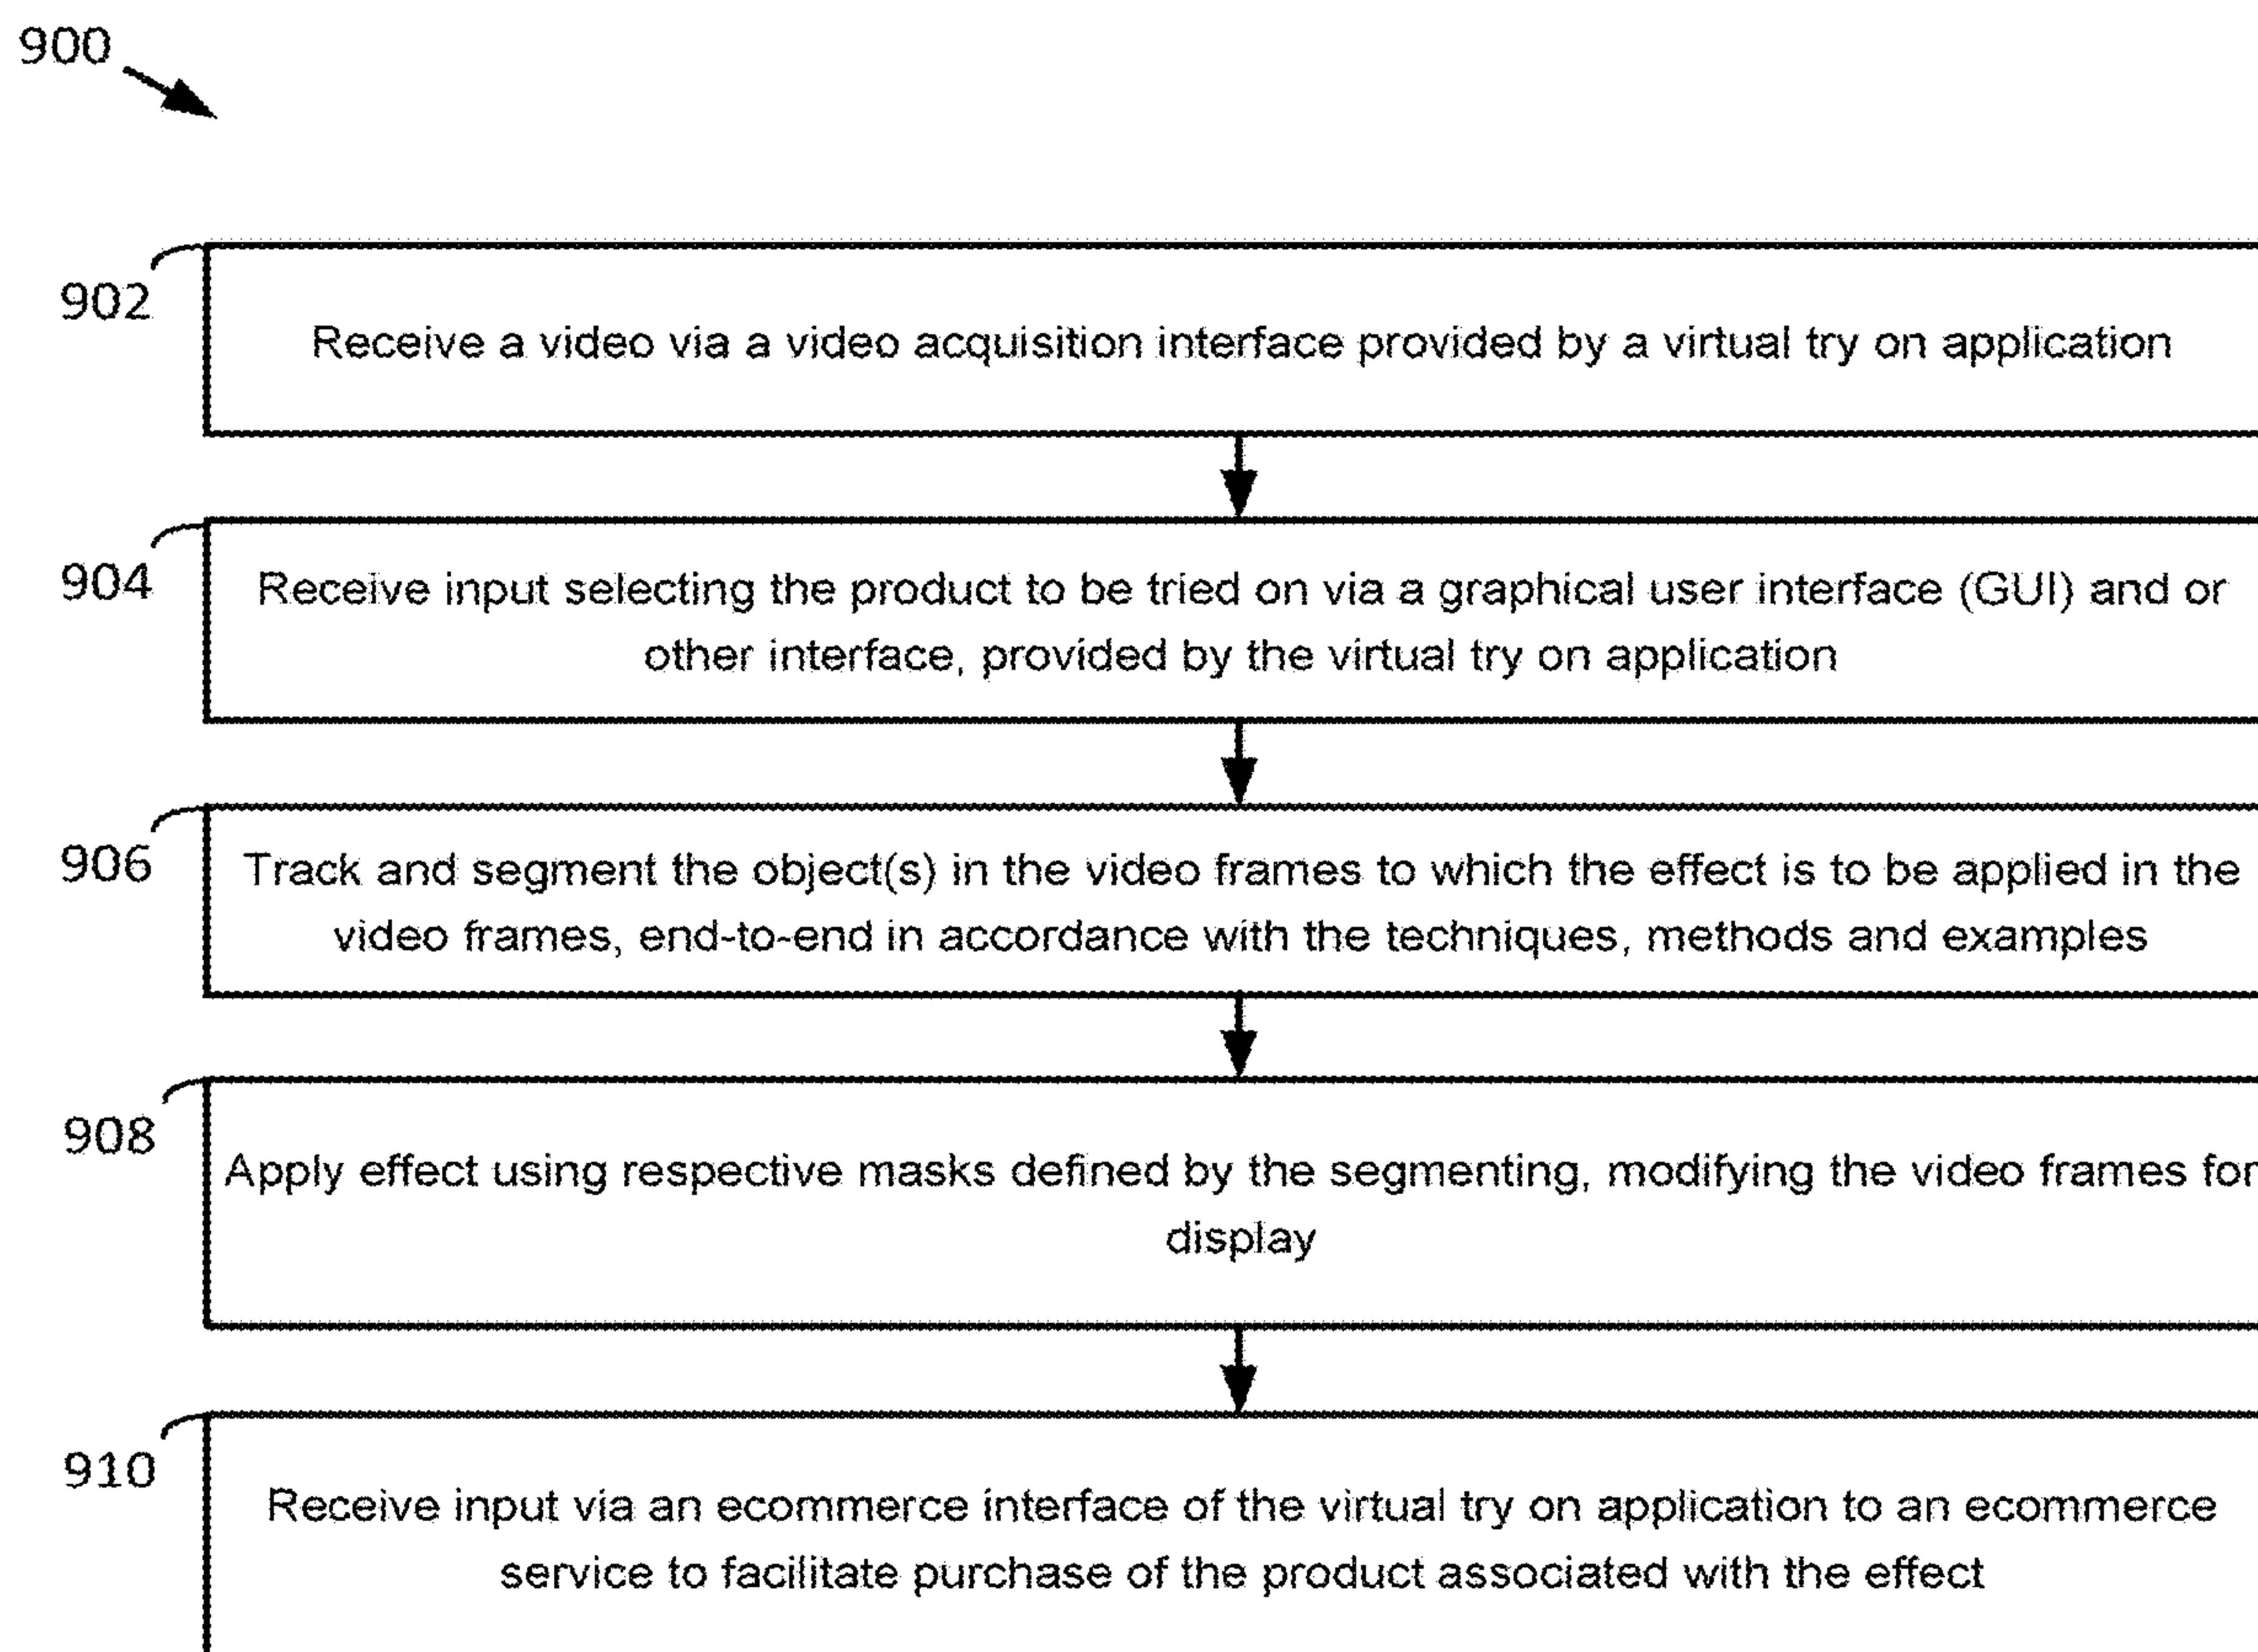 900
902
Receive a video via a video acquisition interface provided by a virtual try on application
904
Receive input selecting the product to be tried on via a graphical user interface (GUI) and or
other interface, provided by the virtual try on application
906
Track and segment the object(s) in the video frames to which the effect is to be applied in the
video frames, end-to-end in accordance with the techniques, methods and examples
908
Apply effect using respective masks defined by the segmenting, modifying the video frames for
display
910
Receive input via an ecommerce interface of the virtual try on application to an ecommerce
service to facilitate purchase of the product associated with the effect